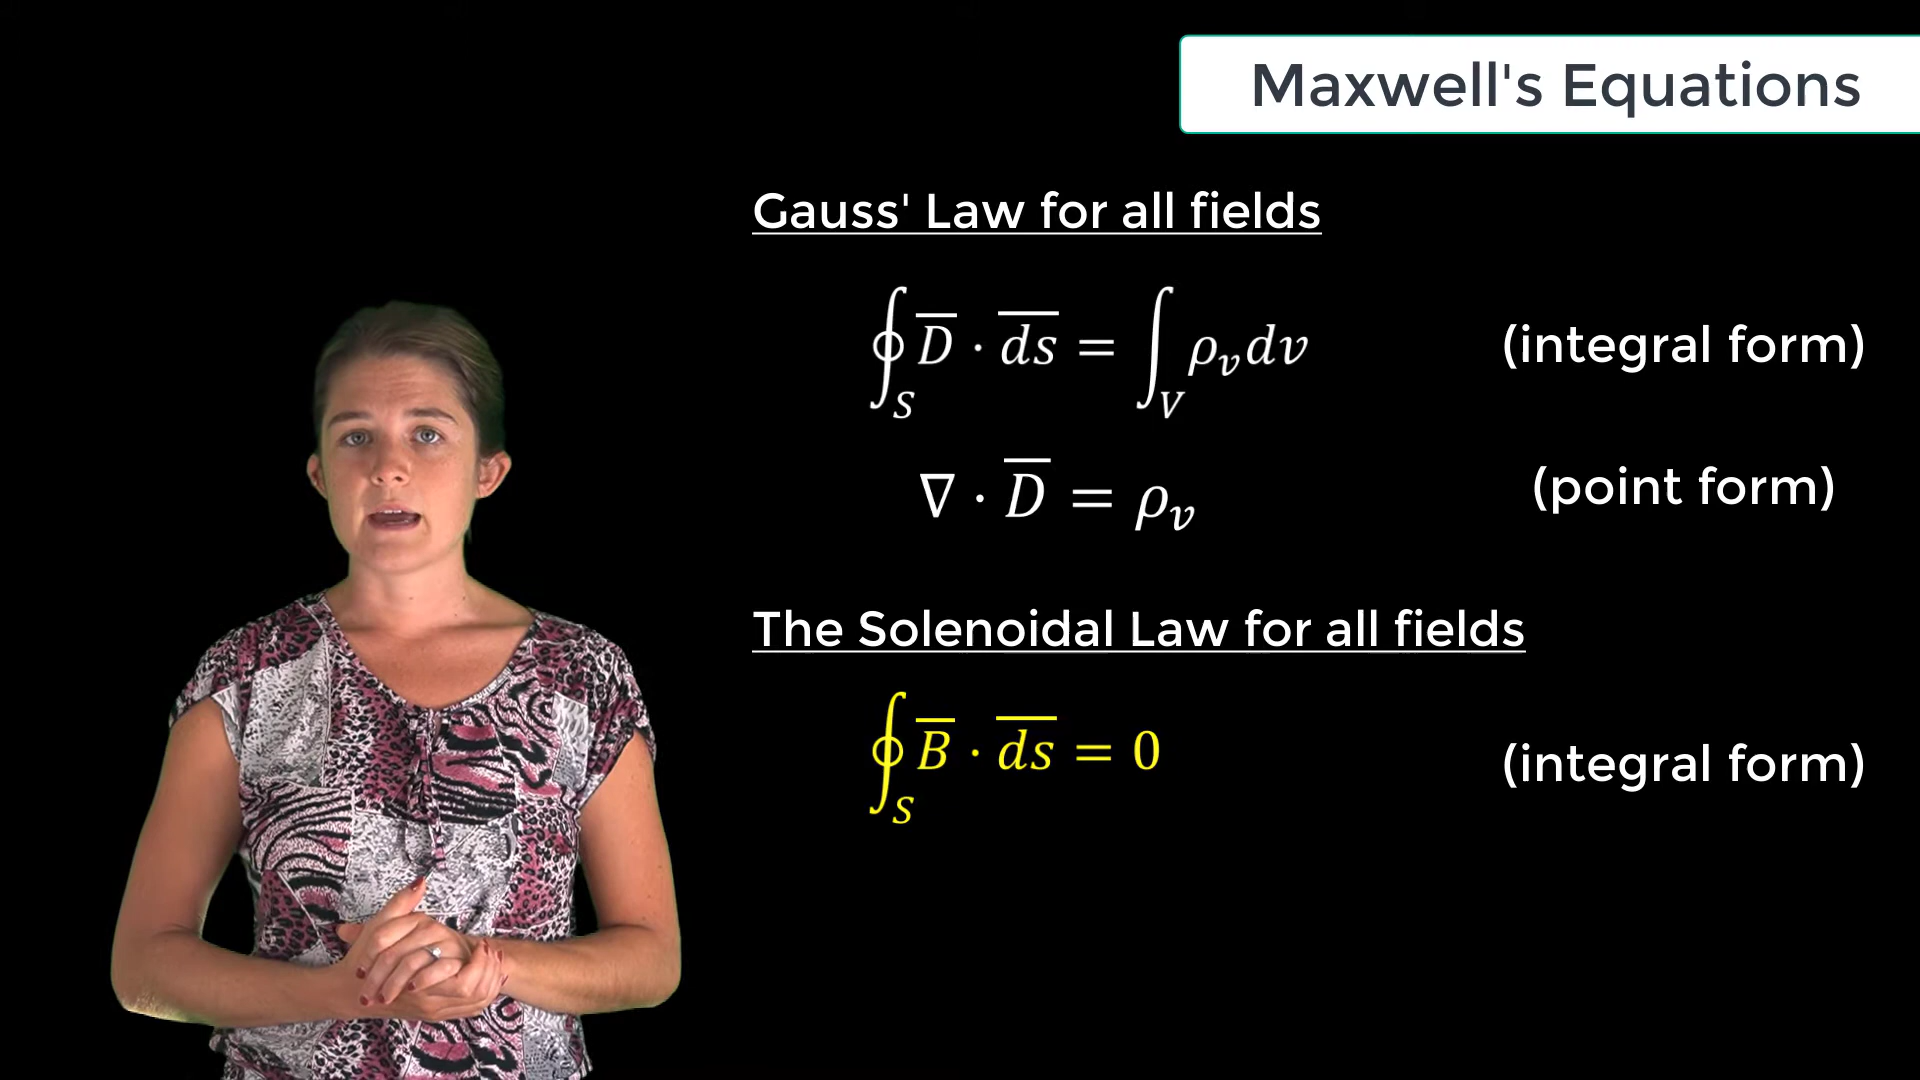 Maxwell's Equations
Gauss' Law for all fields
∮_S D̅ · d̅s̅ = ∫_V ρ_v dv (integral form)
∇ · D̅ = ρ_v (point form)
The Solenoidal Law for all fields
∮_S B̅ · d̅s̅ = 0 (integral form)